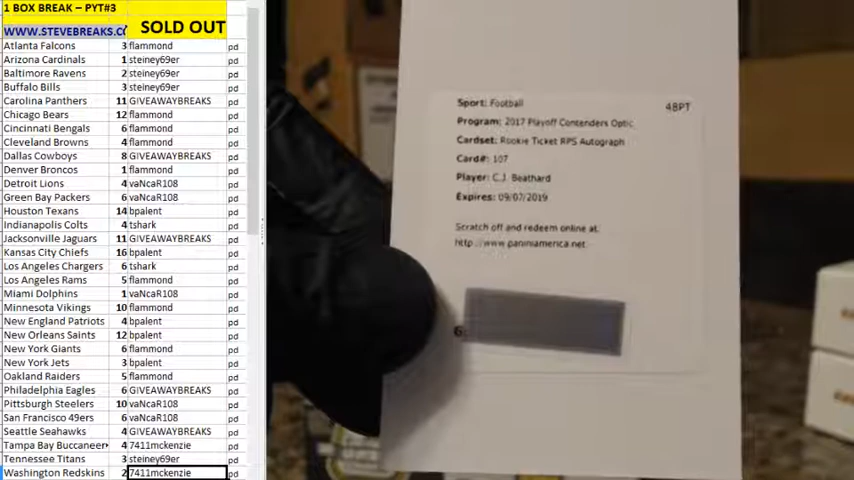 1 BOX BREAK – PYT#3
WWW.STEVEBREAKS.C SOLD OUT
Atlanta Falcons 3 flammond pd
Arizona Cardinals 1 steiney69er pd
Baltimore Ravens 2 steiney69er pd
Buffalo Bills 3 steiney69er pd
Carolina Panthers 11 GIVEAWAYBREAKS pd
Chicago Bears 12 flammond pd
Cincinnati Bengals 6 flammond pd
Cleveland Browns 4 flammond pd
Dallas Cowboys 8 GIVEAWAYBREAKS pd
Denver Broncos 1 flammond pd
Detroit Lions 4 vaNcaR108 pd
Green Bay Packers 6 vaNcaR108 pd
Houston Texans 14 bpalent pd
Indianapolis Colts 4 tshark pd
Jacksonville Jaguars 11 GIVEAWAYBREAKS pd
Kansas City Chiefs 16 bpalent pd
Los Angeles Chargers 6 tshark pd
Los Angeles Rams 5 flammond pd
Miami Dolphins 1 vaNcaR108 pd
Minnesota Vikings 10 flammond pd
New England Patriots 4 bpalent pd
New Orleans Saints 12 bpalent pd
New York Giants 6 flammond pd
New York Jets 3 bpalent pd
Oakland Raiders 5 flammond pd
Philadelphia Eagles 6 GIVEAWAYBREAKS pd
Pittsburgh Steelers 10 vaNcaR108 pd
San Francisco 49ers 6 vaNcaR108 pd
Seattle Seahawks 4 GIVEAWAYBREAKS pd
Tampa Bay Buccaneer 4 7411mckenzie pd
Tennessee Titans 3 steiney69er pd
Washington Redskins 2 7411mckenzie pd
Sport: Football 48PT
Program: 2017 Playoff Contenders Optic
Cardset: Rookie Ticket RPS Autograph
Card#: 107
Player: C.J. Beathard
Expires: 09/07/2019
Scratch off and redeem online at:
http://www.paniniamerica.net